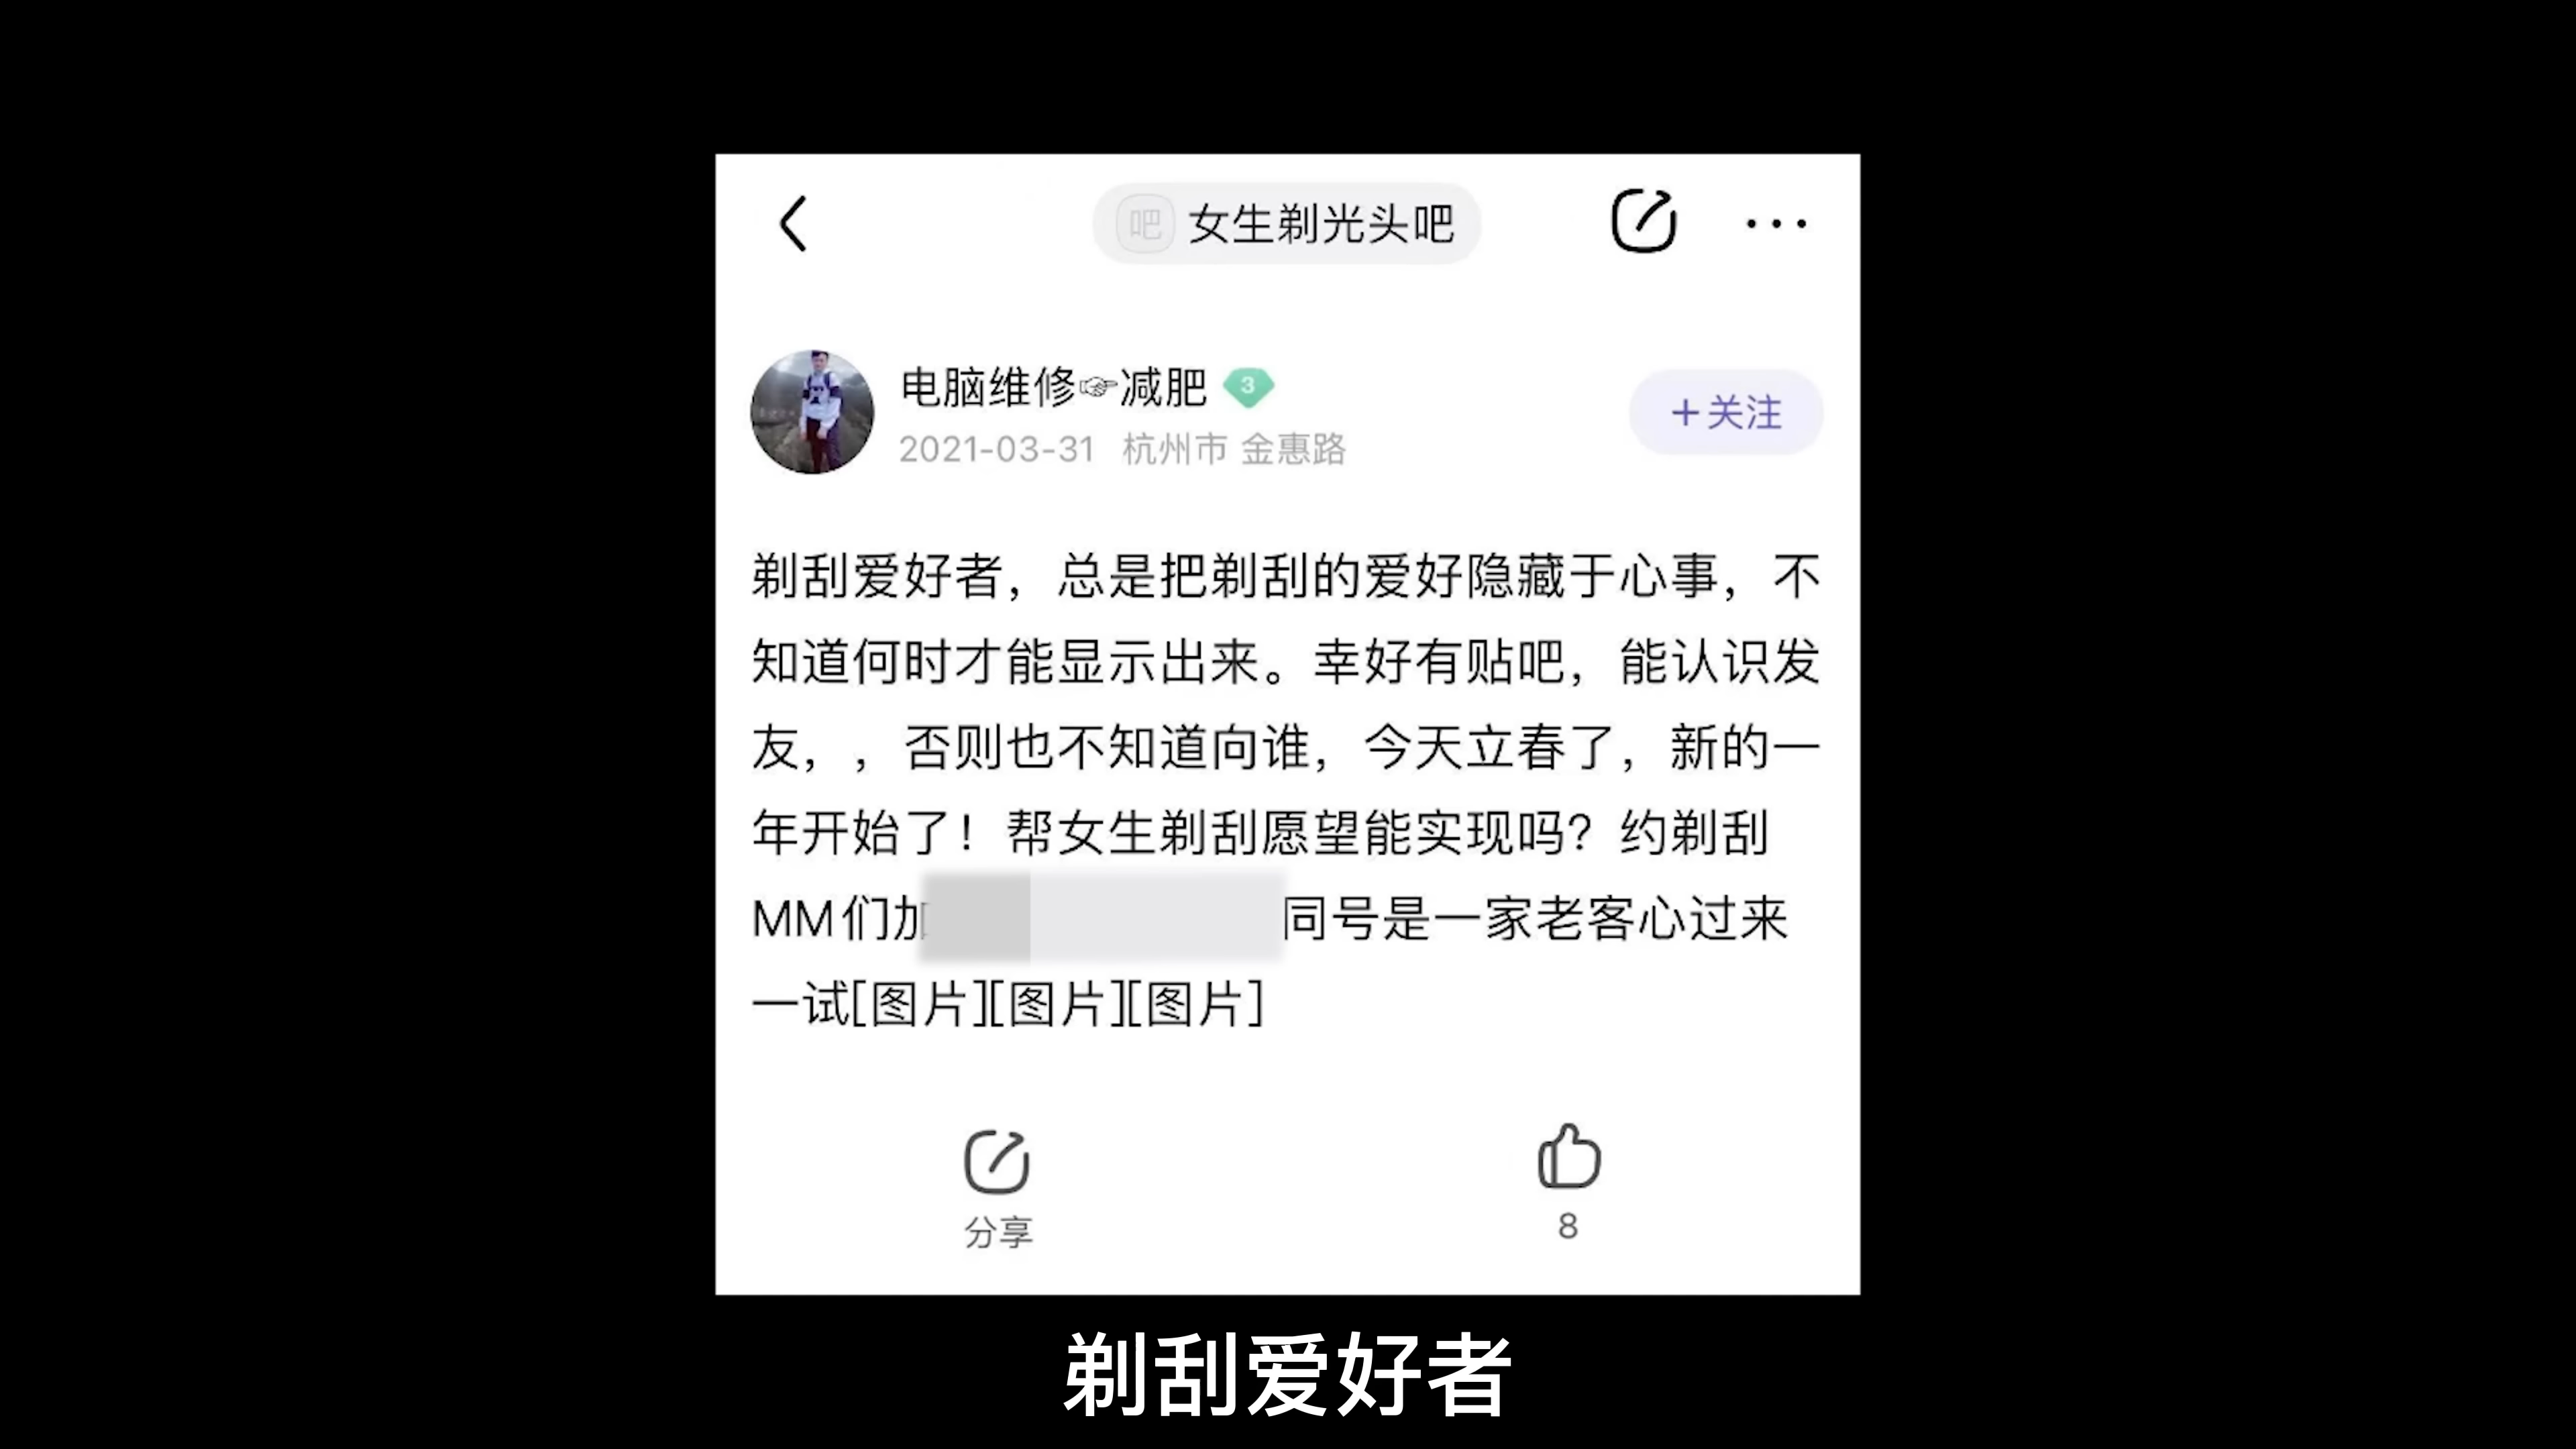 吧 女生剃光头吧
电脑维修☞减肥 3
2021-03-31 杭州市 金惠路
+关注
剃刮爱好者，总是把剃刮的爱好隐藏于心事，不
知道何时才能显示出来。幸好有贴吧，能认识发
友，，否则也不知道向谁，今天立春了，新的一
年开始了！帮女生剃刮愿望能实现吗？约剃刮
MM们加 同号是一家老客心过来
一试[图片][图片][图片]
分享
8
剃刮爱好者